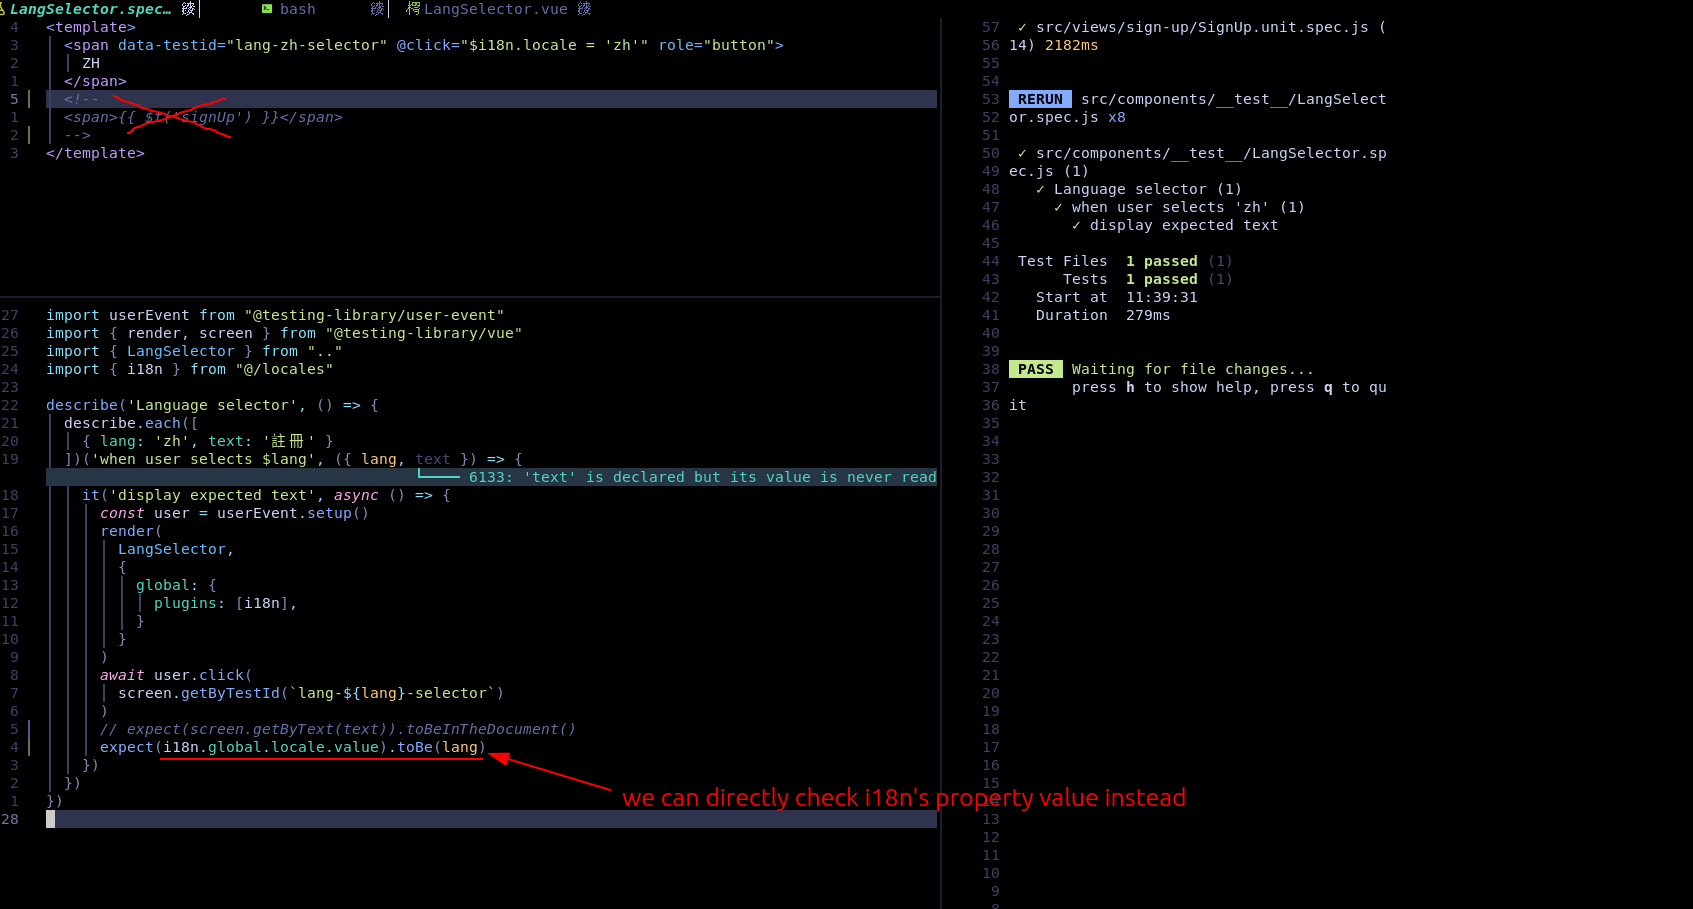 LangSelector.spec… bash LangSelector.vue
4 <template>
3 <span data-testid="lang-zh-selector" @click="$i18n.locale = 'zh'" role="button">
2 ZH
1 </span>
5 <!--
1 <span>{{ $t('signUp') }}</span>
2 -->
3 </template>
27 import userEvent from "@testing-library/user-event"
26 import { render, screen } from "@testing-library/vue"
25 import { LangSelector } from ".."
24 import { i18n } from "@/locales"
23
22 describe('Language selector', () => {
21 describe.each([
20 { lang: 'zh', text: '註冊' }
19 ])('when user selects $lang', ({ lang, text }) => {
6133: 'text' is declared but its value is never read
18 it('display expected text', async () => {
17 const user = userEvent.setup()
16 render(
15 LangSelector,
14 {
13 global: {
12 plugins: [i18n],
11 }
10 }
9 )
8 await user.click(
7 screen.getByTestId(`lang-${lang}-selector`)
6 )
5 // expect(screen.getByText(text)).toBeInTheDocument()
4 expect(i18n.global.locale.value).toBe(lang)
3 })
2 })
1 })
28
we can directly check i18n's property value instead
57 ✓ src/views/sign-up/SignUp.unit.spec.js (
56 14) 2182ms
55
54
53 RERUN src/components/__test__/LangSelect
52 or.spec.js x8
51
50 ✓ src/components/__test__/LangSelector.sp
49 ec.js (1)
48 ✓ Language selector (1)
47 ✓ when user selects 'zh' (1)
46 ✓ display expected text
45
44 Test Files 1 passed (1)
43 Tests 1 passed (1)
42 Start at 11:39:31
41 Duration 279ms
40
39
38 PASS Waiting for file changes...
37 press h to show help, press q to qu
36 it
35
34
33
32
31
30
29
28
27
26
25
24
23
22
21
20
19
18
17
16
15
13
12
11
10
9